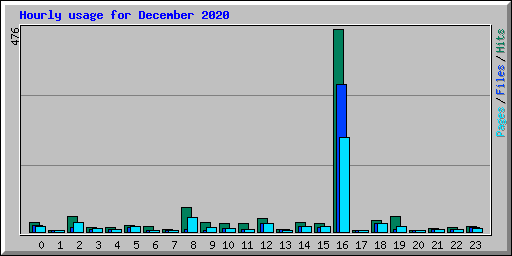 Hourly usage for December 2020
476
Pages/Files/Hits
0 1 2 3 4 5 6 7 8 9 10 11 12 13 14 15 16 17 18 19 20 21 22 23